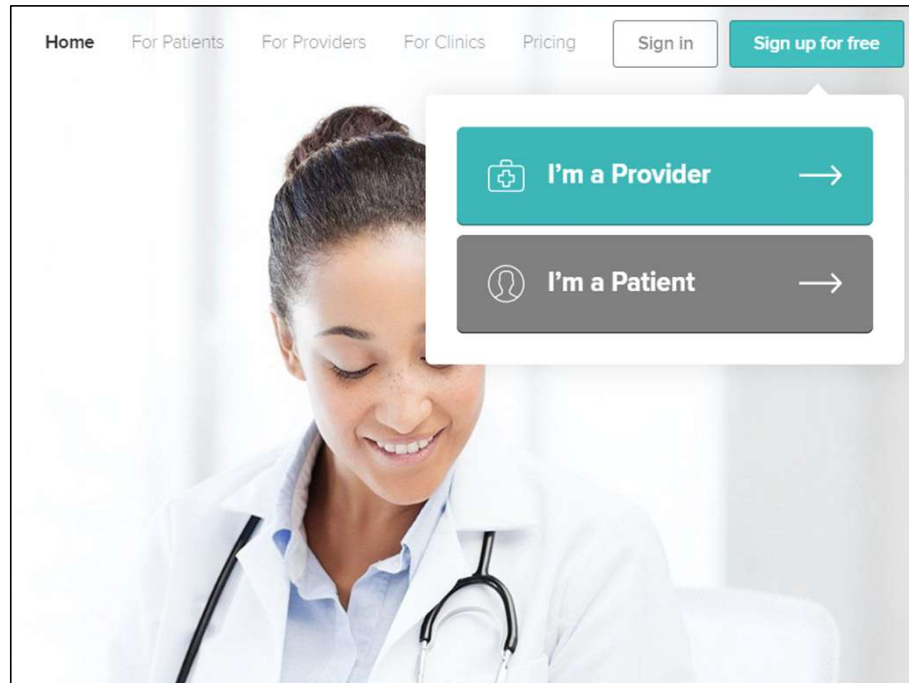 Home For Patients For Providers For Clinics Pricing Sign in Sign up for free
I’m a Provider
I’m a Patient